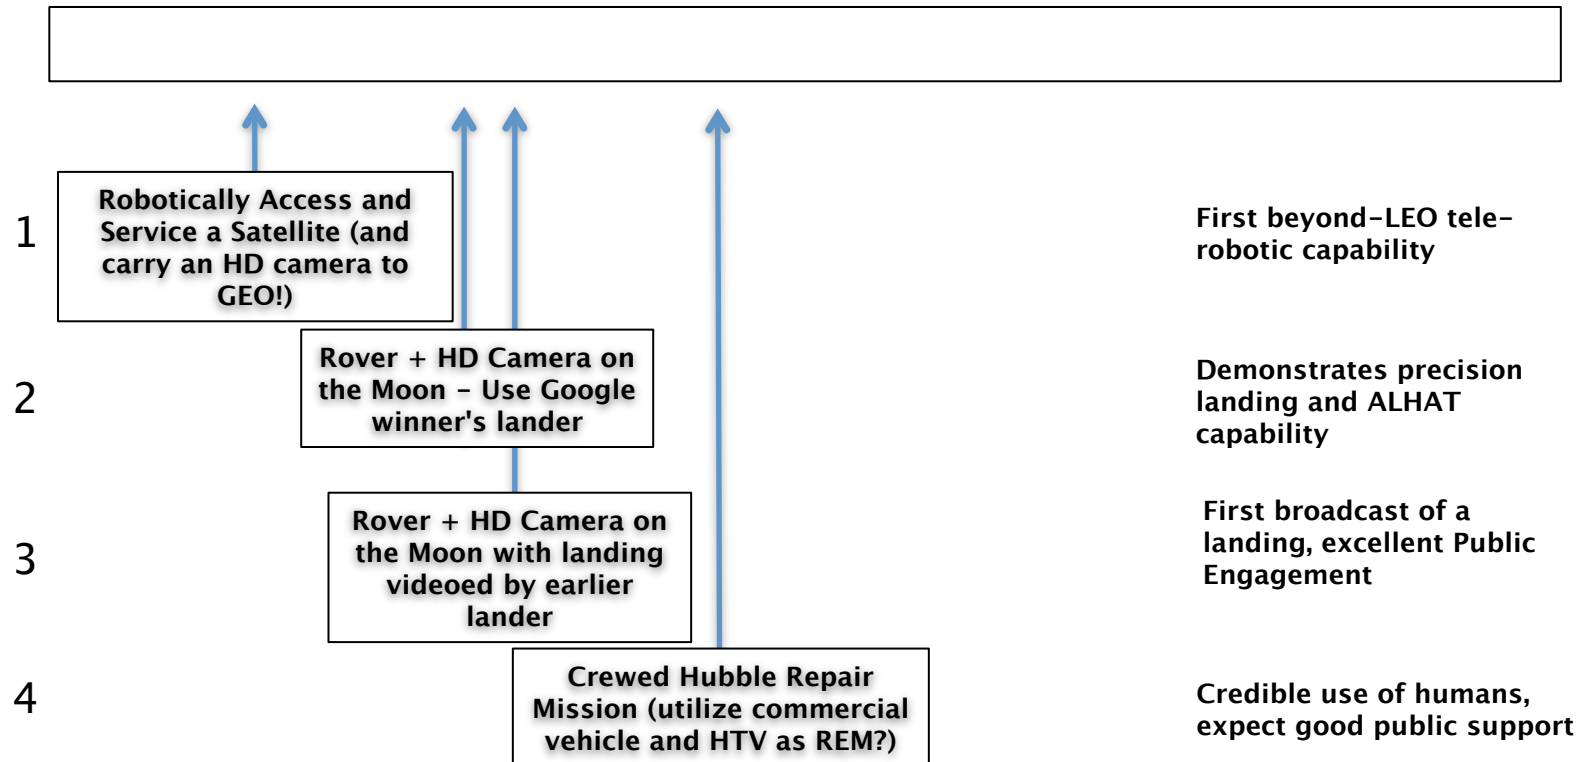 1
Robotically Access and
Service a Satellite (and
carry an HD camera to
GEO!)
First beyond-LEO tele-
robotic capability
2
Rover + HD Camera on
the Moon - Use Google
winner's lander
Demonstrates precision
landing and ALHAT
capability
3
Rover + HD Camera on
the Moon with landing
videoed by earlier
lander
First broadcast of a
landing, excellent Public
Engagement
4
Crewed Hubble Repair
Mission (utilize commercial
vehicle and HTV as REM?)
Credible use of humans,
expect good public support